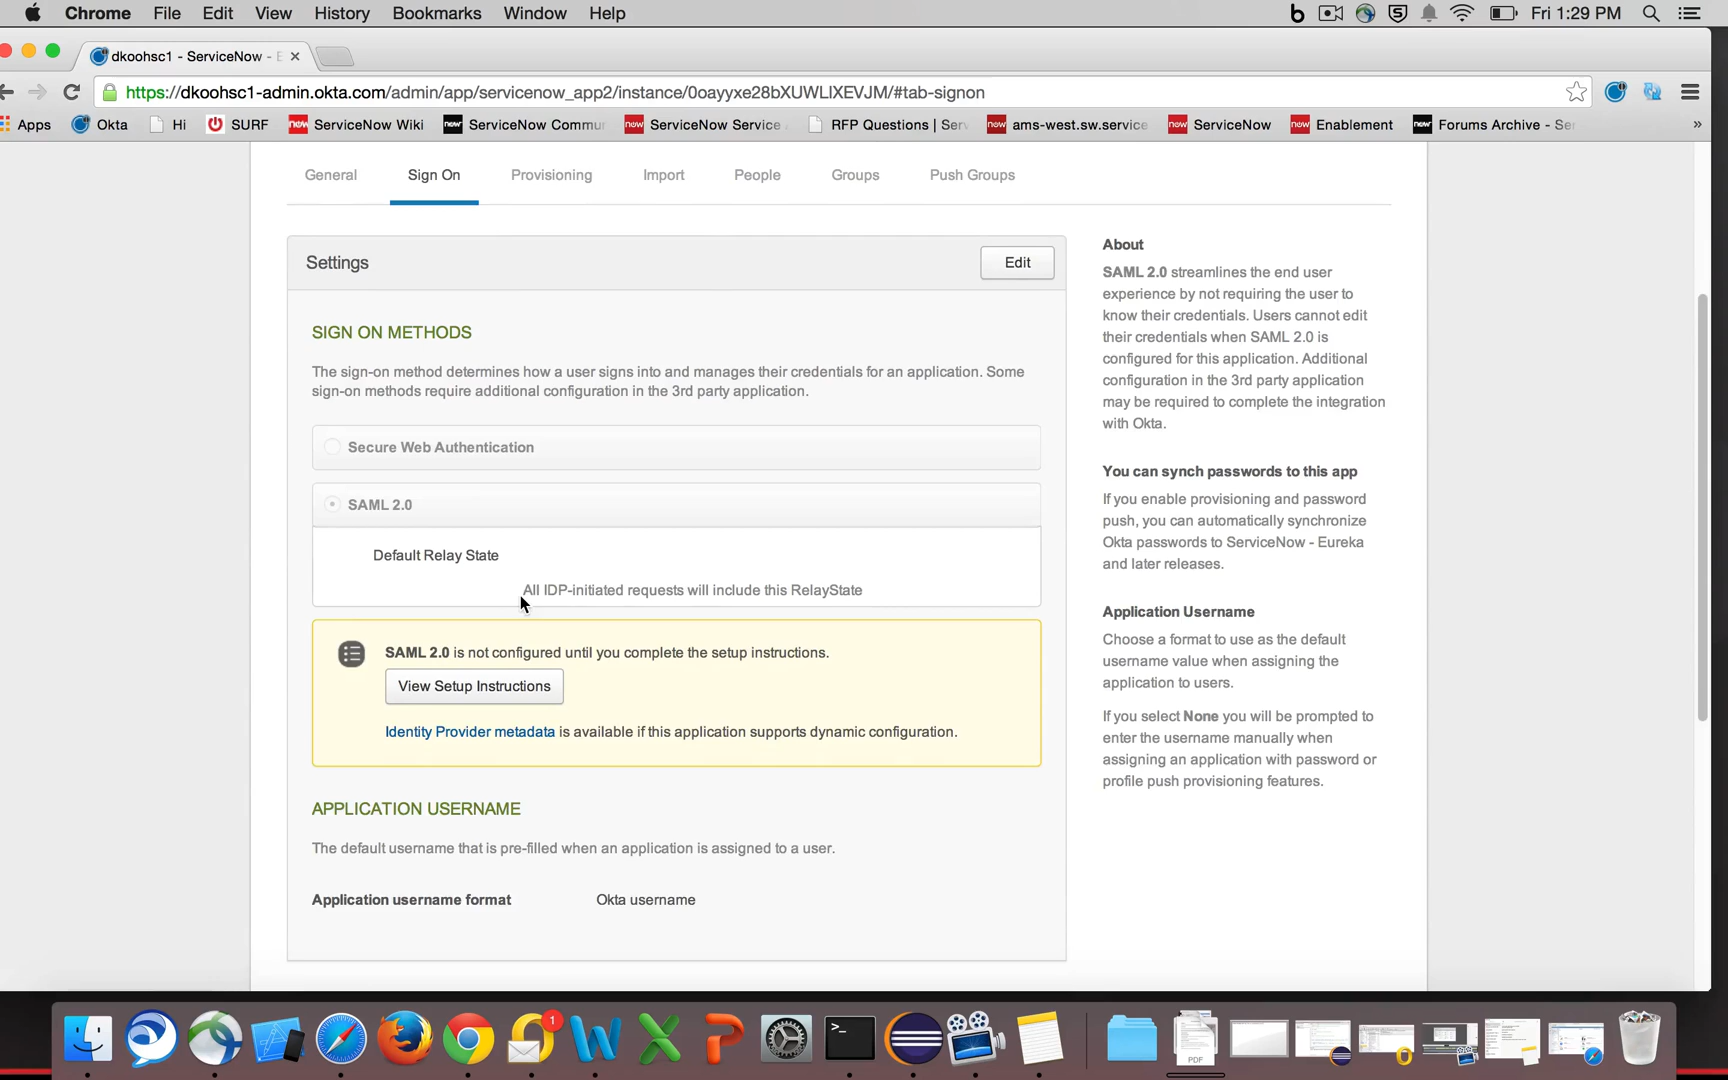 Chrome File Edit View History Bookmarks Window Help b S Fri 1:29 PM
dkoohsc1 - ServiceNow - E
https://dkoohsc1-admin.okta.com/admin/app/servicenow_app2/instance/0oayyxe28bXUWLIXEVJM/#tab-signon
Apps Okta Hi SURF now ServiceNow Wiki now ServiceNow Commu now ServiceNow Service RFP Questions | Serv now ams-west.sw.service now ServiceNow now Enablement now Forums Archive - Ser »
General Sign On Provisioning Import People Groups Push Groups
Settings Edit
SIGN ON METHODS
The sign-on method determines how a user signs into and manages their credentials for an application. Some
sign-on methods require additional configuration in the 3rd party application.
Secure Web Authentication
SAML 2.0
Default Relay State
All IDP-initiated requests will include this RelayState
SAML 2.0 is not configured until you complete the setup instructions.
View Setup Instructions
Identity Provider metadata is available if this application supports dynamic configuration.
APPLICATION USERNAME
The default username that is pre-filled when an application is assigned to a user.
Application username format Okta username
About
SAML 2.0 streamlines the end user
experience by not requiring the user to
know their credentials. Users cannot edit
their credentials when SAML 2.0 is
configured for this application. Additional
configuration in the 3rd party application
may be required to complete the integration
with Okta.
You can synch passwords to this app
If you enable provisioning and password
push, you can automatically synchronize
Okta passwords to ServiceNow - Eureka
and later releases.
Application Username
Choose a format to use as the default
username value when assigning the
application to users.
If you select None you will be prompted to
enter the username manually when
assigning an application with password or
profile push provisioning features.
1
W X P >_ PDF